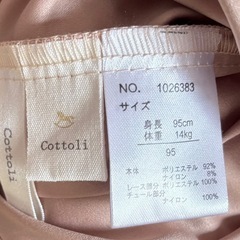 Cottoli
Cottoli
NO. 1026383
サイズ
身長 95cm
体重 14kg
95
本体 ポリエステル 92%
ナイロン 8%
レース部分 ポリエステル 100%
チュール部分
ナイロン 100%